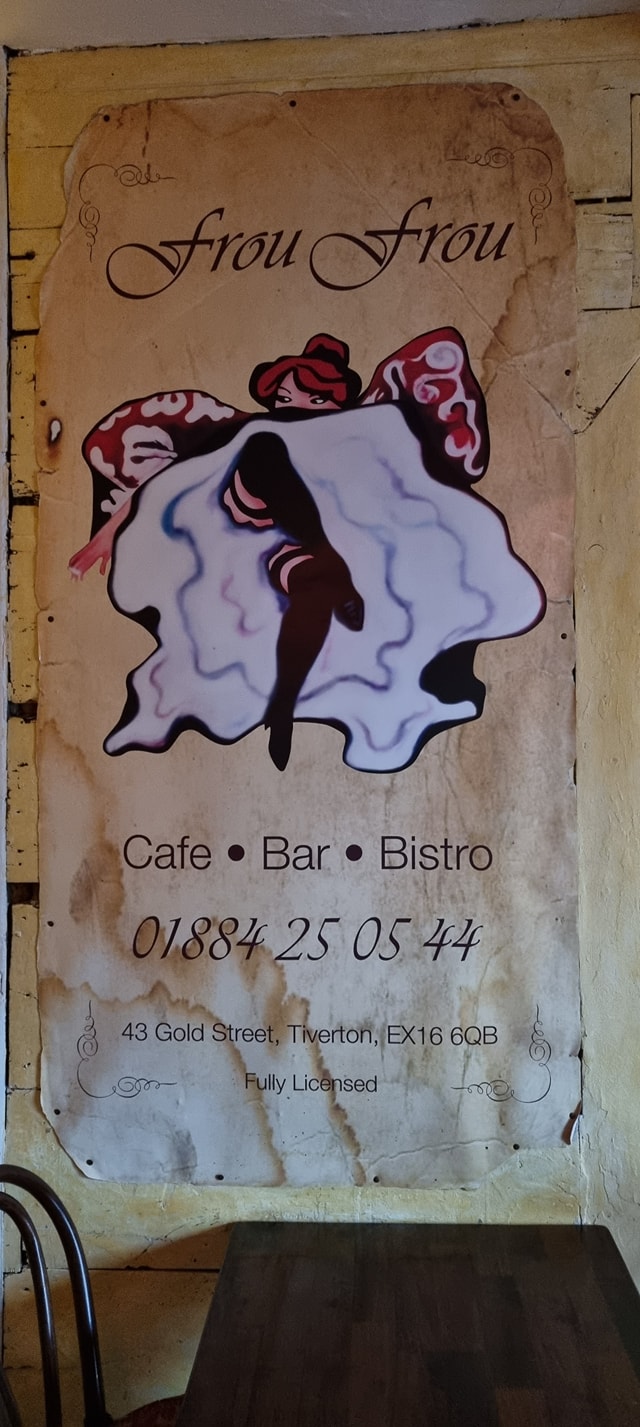 Frou Frou
Cafe • Bar • Bistro
01884 25 05 44
43 Gold Street, Tiverton, EX16 6QB
Fully Licensed